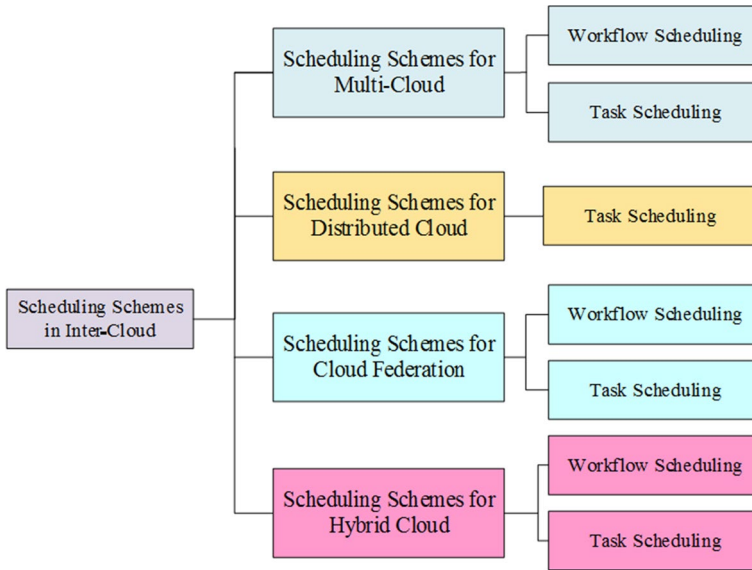 Scheduling Schemes
in Inter-Cloud
Scheduling Schemes for
Multi-Cloud
Workflow Scheduling
Task Scheduling
Scheduling Schemes for
Distributed Cloud
Task Scheduling
Scheduling Schemes for
Cloud Federation
Workflow Scheduling
Task Scheduling
Scheduling Schemes for
Hybrid Cloud
Workflow Scheduling
Task Scheduling